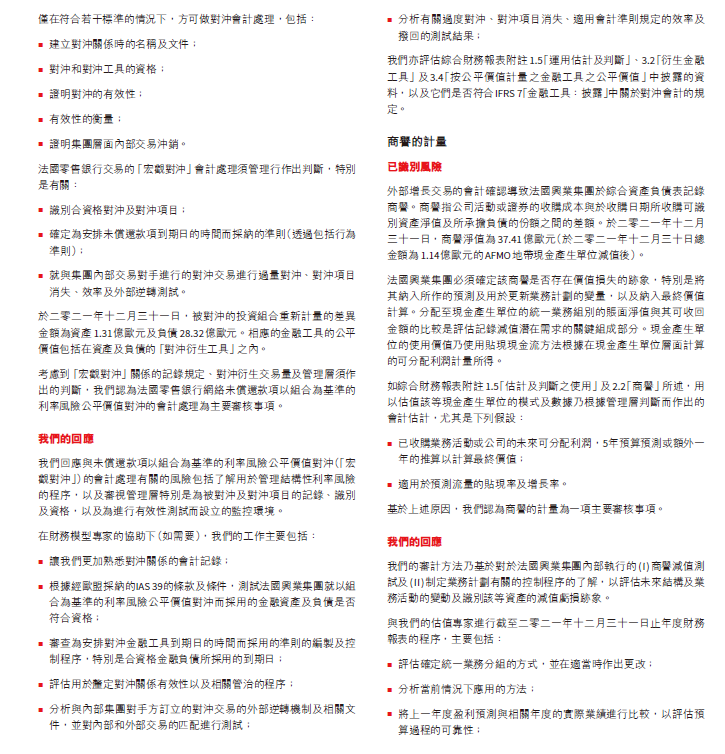 僅在符合若干標準的情況下，方可做對沖會計處理，包括：
■ 建立對沖關係時的名稱及文件；
■ 對沖和對沖工具的資格；
■ 證明對沖的有效性；
■ 有效性的衡量；
■ 證明集團層面內部交易沖銷。
法國零售銀行交易的「宏觀對沖」會計處理須管理行作出判斷，特別
是有關：
■ 識別合資格對沖及對沖項目；
■ 確定為安排未償還款項到期日的時間而採納的準則（透過包括行為
準則）；
■ 就與集團內部交易對手進行的對沖交易進行過量對沖、對沖項目
消失、效率及外部逆轉測試。
於二零二一年十二月三十一日，被對沖的投資組合重新計量的差異
金額為資產 1.31 億歐元及負債 28.32 億歐元。相應的金融工具的公平
價值包括在資產及負債的「對沖衍生工具」之內。
考慮到「宏觀對沖」關係的記錄規定、對沖衍生交易量及管理層須作
出的判斷，我們認為法國零售銀行網絡未償還款項以組合為基準的
利率風險公平價值對沖的會計處理為主要審核事項。
我們的回應
我們回應與未償還款項以組合為基準的利率風險公平價值對沖（「宏
觀對沖」）的會計處理有關的風險包括了解用於管理結構性利率風險
的程序，以及審視管理層特別是為被對沖及對沖項目的記錄、識別
及資格，以及為進行有效性測試而設立的監控環境。
在財務模型專家的協助下（如需要），我們的工作主要包括：
■ 讓我們更加熟悉對沖關係的會計記錄；
■ 根據經歐盟採納的IAS 39的條款及條件，測試法國興業集團就以組
合為基準的利率風險公平價值對沖而採用的金融資產及負債是否
符合資格；
■ 審查為安排對沖金融工具到期日的時間而採用的準則的編製及控
制程序，特別是合資格金融負債所採用的到期日；
■ 評估用於釐定對沖關係有效性以及相關管治的程序；
■ 分析與內部集團對手方訂立的對沖交易的外部逆轉機制及相關文
件，並對內部和外部交易的匹配進行測試；
■ 分析有關過度對沖、對沖項目消失、適用會計準則規定的效率及
撥回的測試結果；
我們亦評估綜合財務報表附註 1.5「運用估計及判斷」、3.2「衍生金融
工具」及3.4「按公平價值計量之金融工具之公平價值」中披露的資
料，以及它們是否符合 IFRS 7「金融工具：披露」中關於對沖會計的規
定。
商譽的計量
已識別風險
外部增長交易的會計確認導致法國興業集團於綜合資產負債表記錄
商譽。商譽指公司活動或證券的收購成本與於收購日期所收購可識
別資產淨值及所承擔負債的份額之間的差額。於二零二一年十二月
三十一日，商譽淨值為 37.41 億歐元（於二零二一年十二月三十日總
金額為 1.14億歐元的AFMO 地帶現金產生單位減值後）。
法國興業集團必須確定該商譽是否存在價值損失的跡象，特別是將
其納入所作的預測及用於更新業務計劃的變量，以及納入最終價值
計算。分配至現金產生單位的統一業務組別的賬面淨值與其可收回
金額的比較是評估記錄減值潛在需求的關鍵組成部分。現金產生單
位的使用價值乃使用貼現現金流方法根據在現金產生單位層面計算
的可分配利潤計量所得。
如綜合財務報表附註 1.5「估計及判斷之使用」及 2.2「商譽」所述，用
以估值該等現金產生單位的模式及數據乃根據管理層判斷而作出的
會計估計，尤其是下列假設：
■ 已收購業務活動或公司的未來可分配利潤，5年預算預測或額外一
年的推算以計算最終價值；
■ 適用於預測流量的貼現率及增長率。
基於上述原因，我們認為商譽的計量為一項主要審核事項。
我們的回應
我們的審計方法乃基於對於法國興業集團內部執行的 (I) 商譽減值測
試及 (II) 制定業務計劃有關的控制程序的了解，以評估未來結構及業
務活動的變動及識別該等資產的減值虧損跡象。
與我們的估值專家進行截至二零二一年十二月三十一日止年度財務
報表的程序，主要包括：
■ 評估確定統一業務分組的方式，並在適當時作出更改；
■ 分析當前情況下應用的方法；
■ 將上一年度盈利預測與相關年度的實際業績進行比較，以評估預
算過程的可靠性；